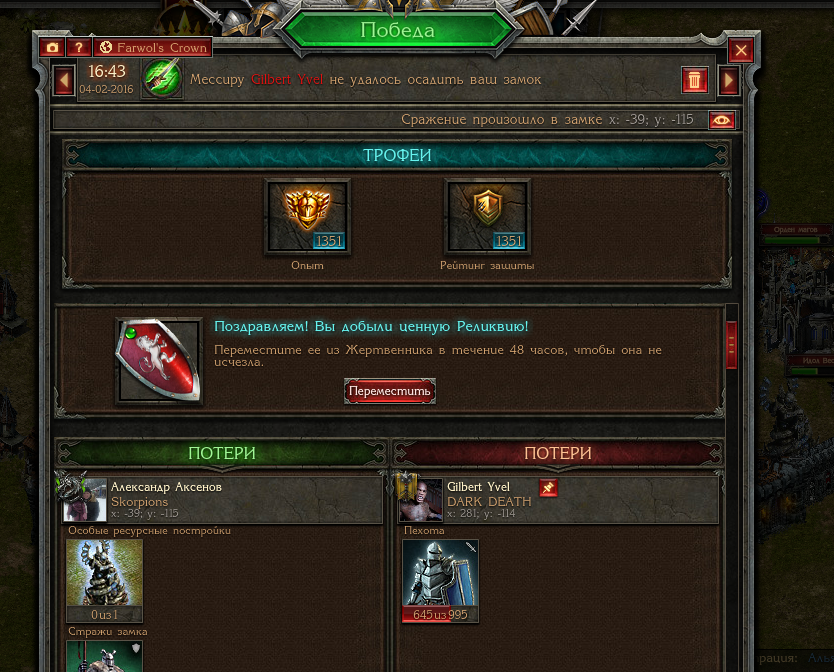 Победа
? Farwol's Crown
16:43
04-02-2016
Мессиру Gilbert Yvel не удалось осадить ваш замок
Сражение произошло в замке x: -39; y: -115
ТРОФЕИ
1351 1351
Опыт Рейтинг защиты
Орден магов
Поздравляем! Вы добыли ценную Реликвию!
Переместите ее из Жертвенника в течение 48 часов, чтобы она не
исчезла.
Переместить
ПОТЕРИ ПОТЕРИ
Александр Аксенов Gilbert Yvel
Skorpions DARK DEATH
x: -39; y: -115 x: 281; y: -114
Особые ресурсные постройки Пехота
0 из 1 645 из 995
Стражи замка